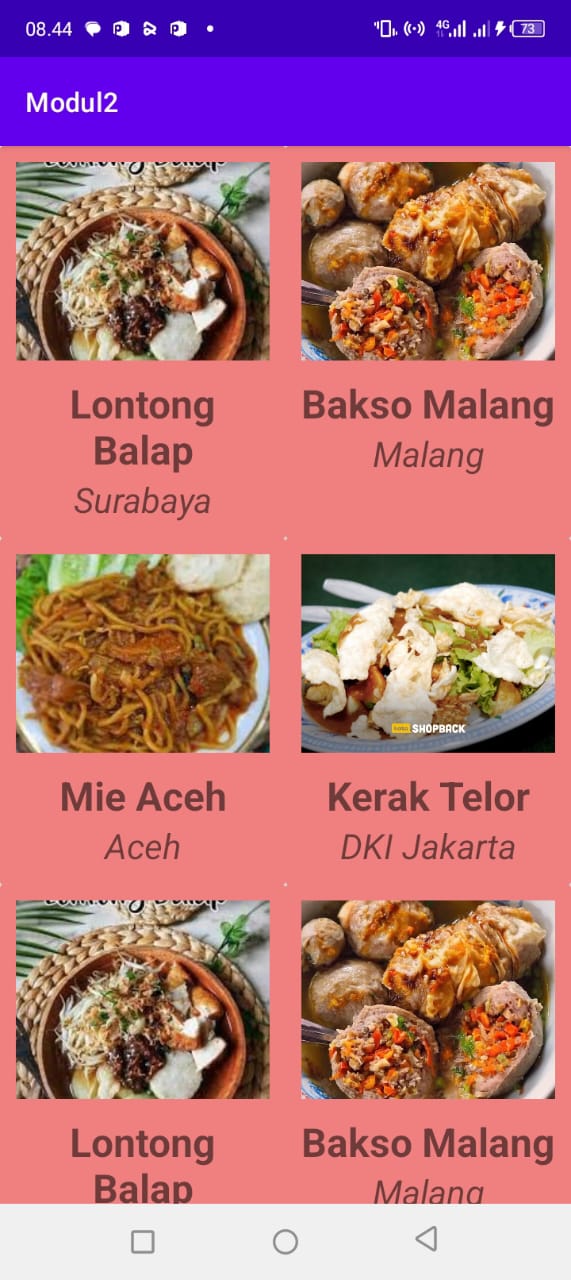 08.44
4G
73
Modul2
Lontong
Balap
Surabaya
Bakso Malang
Malang
Mie Aceh
Aceh
SHOPBACK
Kerak Telor
DKI Jakarta
Lontong
Balap
Bakso Malang
Malang